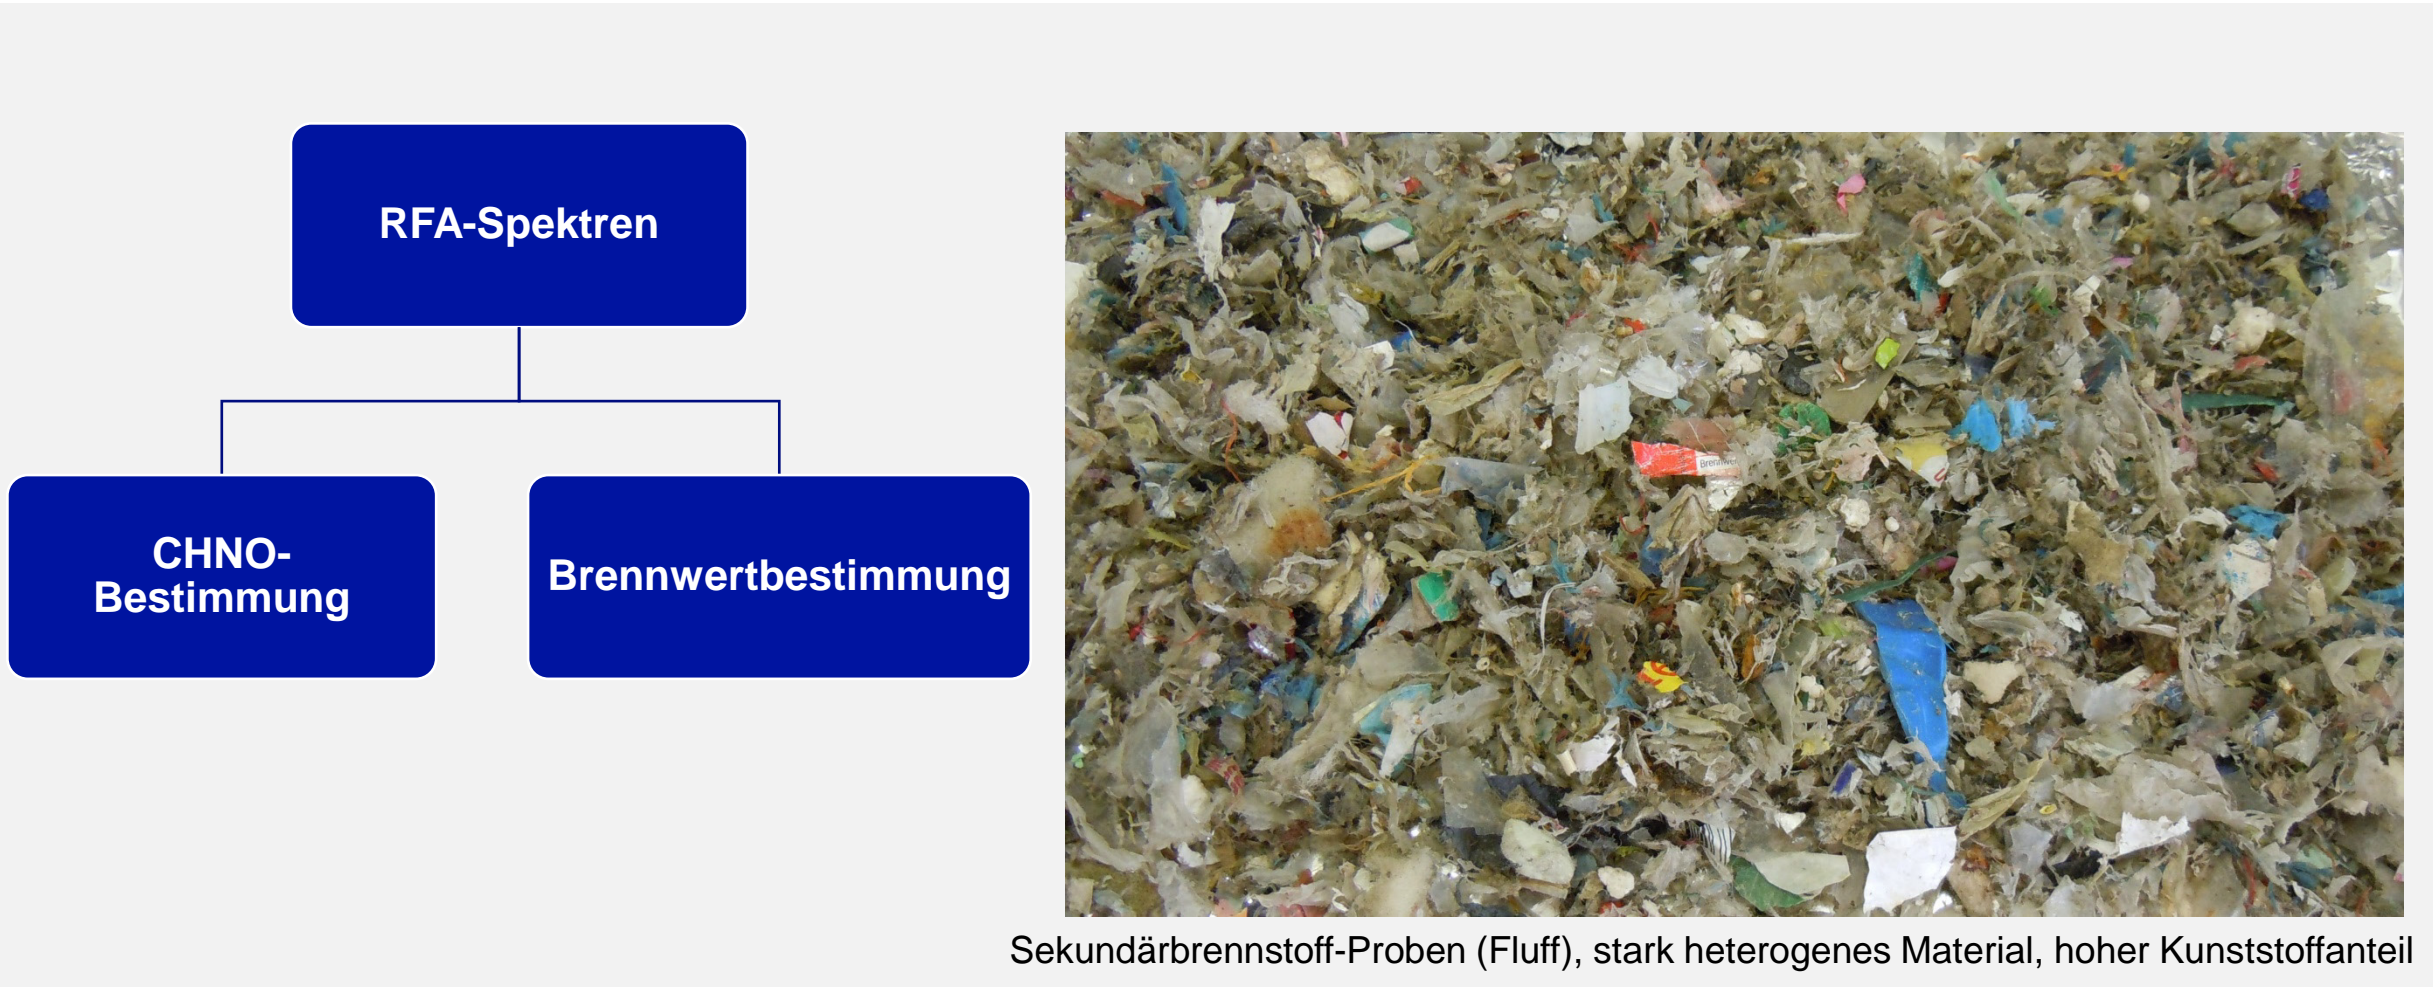 RFA-Spektren
CHNO-
Bestimmung
Brennwertbestimmung
Sekundärbrennstoff-Proben (Fluff), stark heterogenes Material, hoher Kunststoffanteil